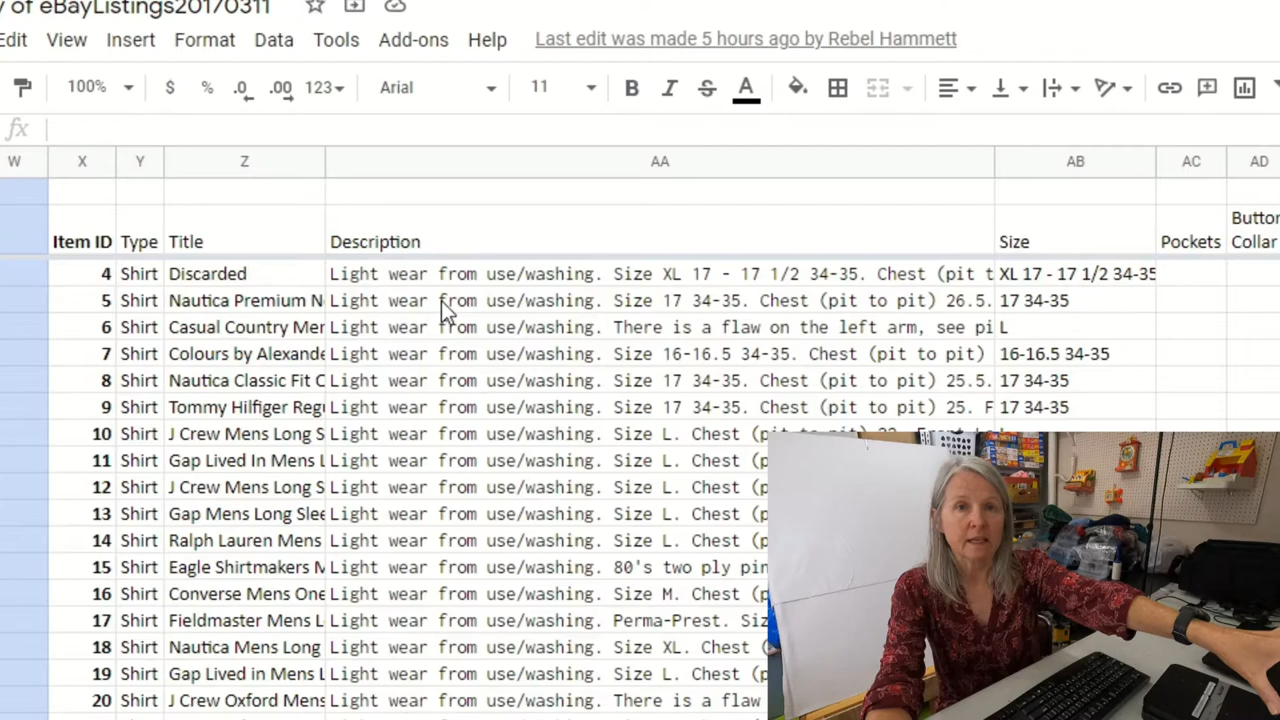 y of eBayListings20170311
Edit View Insert Format Data Tools Add-ons Help Last edit was made 5 hours ago by Rebel Hammett
100% $ % .0 .00 123 Arial 11 B I S A
fx
W X Y Z AA AB AC AD
Button
Item ID Type Title Description Size Pockets Collar
4 Shirt Discarded Light wear from use/washing. Size XL 17 - 17 1/2 34-35. Chest (pit t XL 17 - 17 1/2 34-35
5 Shirt Nautica Premium N Light wear from use/washing. Size 17 34-35. Chest (pit to pit) 26.5. 17 34-35
6 Shirt Casual Country Mer Light wear from use/washing. There is a flaw on the left arm, see pi L
7 Shirt Colours by Alexande Light wear from use/washing. Size 16-16.5 34-35. Chest (pit to pit) 16-16.5 34-35
8 Shirt Nautica Classic Fit C Light wear from use/washing. Size 17 34-35. Chest (pit to pit) 25.5. 17 34-35
9 Shirt Tommy Hilfiger Regu Light wear from use/washing. Size 17 34-35. Chest (pit to pit) 25. F 17 34-35
10 Shirt J Crew Mens Long S Light wear from use/washing. Size L. Chest (pit to pit)
11 Shirt Gap Lived In Mens Light wear from use/washing. Size L. Chest (p
12 Shirt J Crew Mens Long S Light wear from use/washing. Size L. Chest (p
13 Shirt Gap Mens Long Slee Light wear from use/washing. Size L. Chest (p
14 Shirt Ralph Lauren Mens Light wear from use/washing. Size L. Chest (p
15 Shirt Eagle Shirtmakers M Light wear from use/washing. 80's two ply pin
16 Shirt Converse Mens One Light wear from use/washing. Size M. Chest (p
17 Shirt Fieldmaster Mens L Light wear from use/washing. Perma-Prest. Siz
18 Shirt Nautica Mens Long Light wear from use/washing. Size XL. Chest (
19 Shirt Gap Lived in Mens L Light wear from use/washing. Size L. Chest (p
20 Shirt J Crew Oxford Mens Light wear from use/washing. There is a flaw